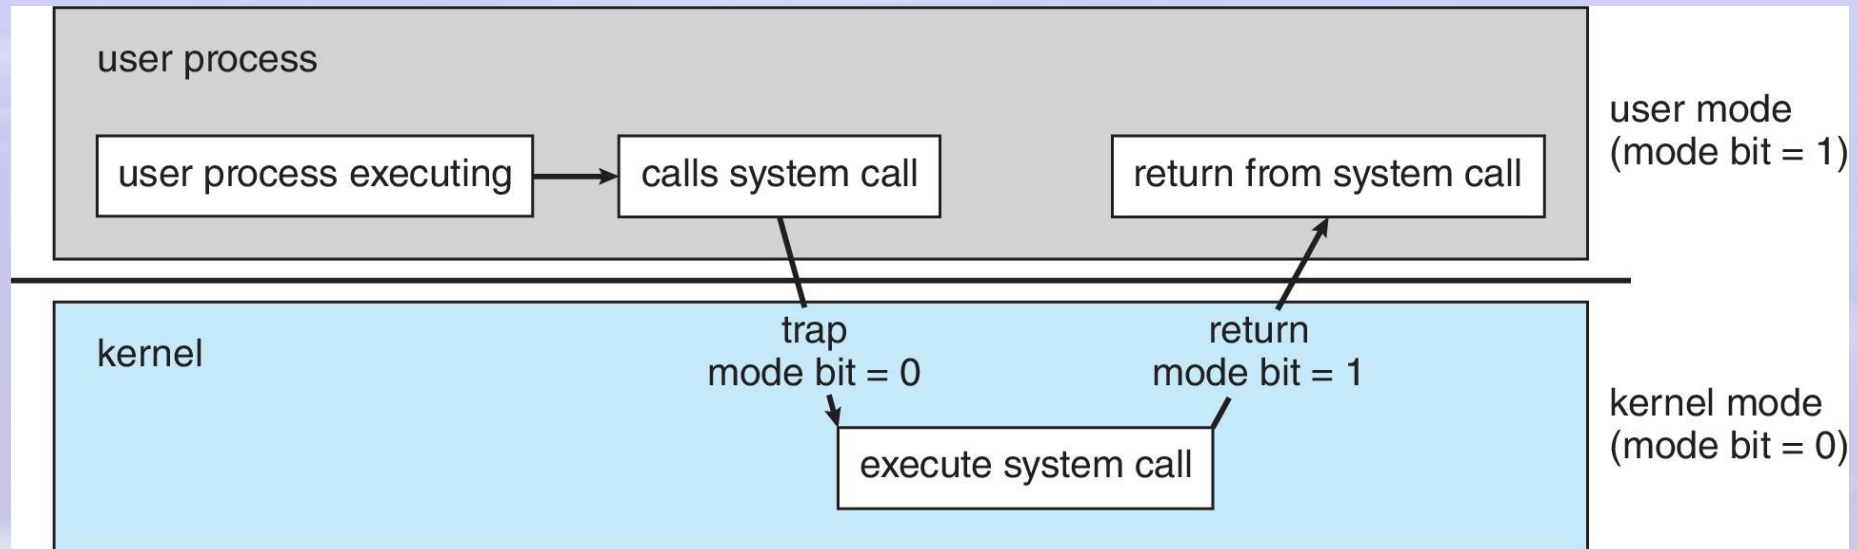 user process
user process executing
calls system call
return from system call
user mode
(mode bit = 1)
kernel
trap
mode bit = 0
return
mode bit = 1
execute system call
kernel mode
(mode bit = 0)